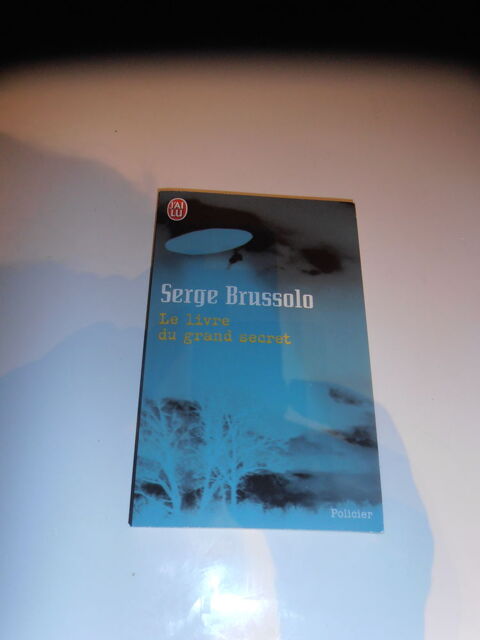 J'AI
LU
Serge Brussolo
Le livre
du grand secret
Policier